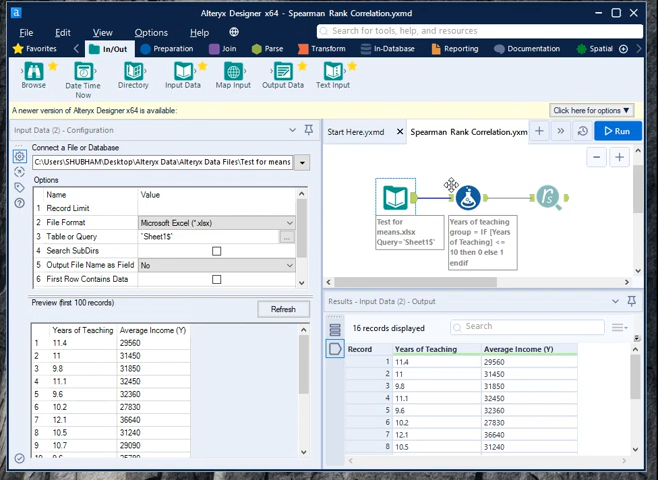 Alteryx Designer x64 - Spearman Rank Correlation.yxmd
File Edit View Options Help
Search for tools, help, and resources
Favorites In/Out Preparation Join Parse Transform In-Database Reporting Documentation Spatial
Browse Date Time Now Directory Input Data Map Input Output Data Text Input
A newer version of Alteryx Designer x64 is available:
Click here for options ▼
Input Data (2) - Configuration
Connect a File or Database
C:\Users\SHUBHAM\Desktop\Alteryx Data\Alteryx Data Files\Test for means
Options
Name Value
1 Record Limit
2 File Format Microsoft Excel (*.xlsx)
3 Table or Query `Sheet1$` ...
4 Search SubDirs
5 Output File Name as Field No
6 First Row Contains Data
Preview (first 100 records)
Refresh
Years of Teaching Average Income (Y)
1 11.4 29560
2 11 31450
3 9.8 31850
4 11.1 32450
5 9.6 32360
6 10.2 27830
7 12.1 36640
8 10.5 31240
9 10.7 29090
Start Here.yxmd
Spearman Rank Correlation.yxm
Run
Test for
means.xlsx
Query=`Sheet1$`
Years of teaching
group = IF [Years
of Teaching] <=
10 then 0 else 1
endif
Results - Input Data (2) - Output
16 records displayed
Search
Record Years of Teaching Average Income (Y)
1 11.4 29560
2 11 31450
3 9.8 31850
4 11.1 32450
5 9.6 32360
6 10.2 27830
7 12.1 36640
8 10.5 31240